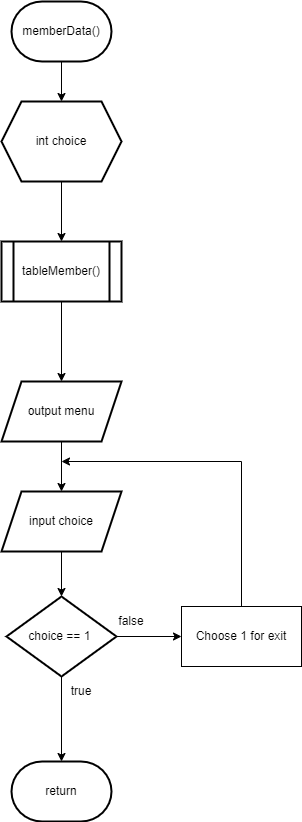 memberData()
int choice
tableMember()
output menu
input choice
choice == 1
false
Choose 1 for exit
true
return